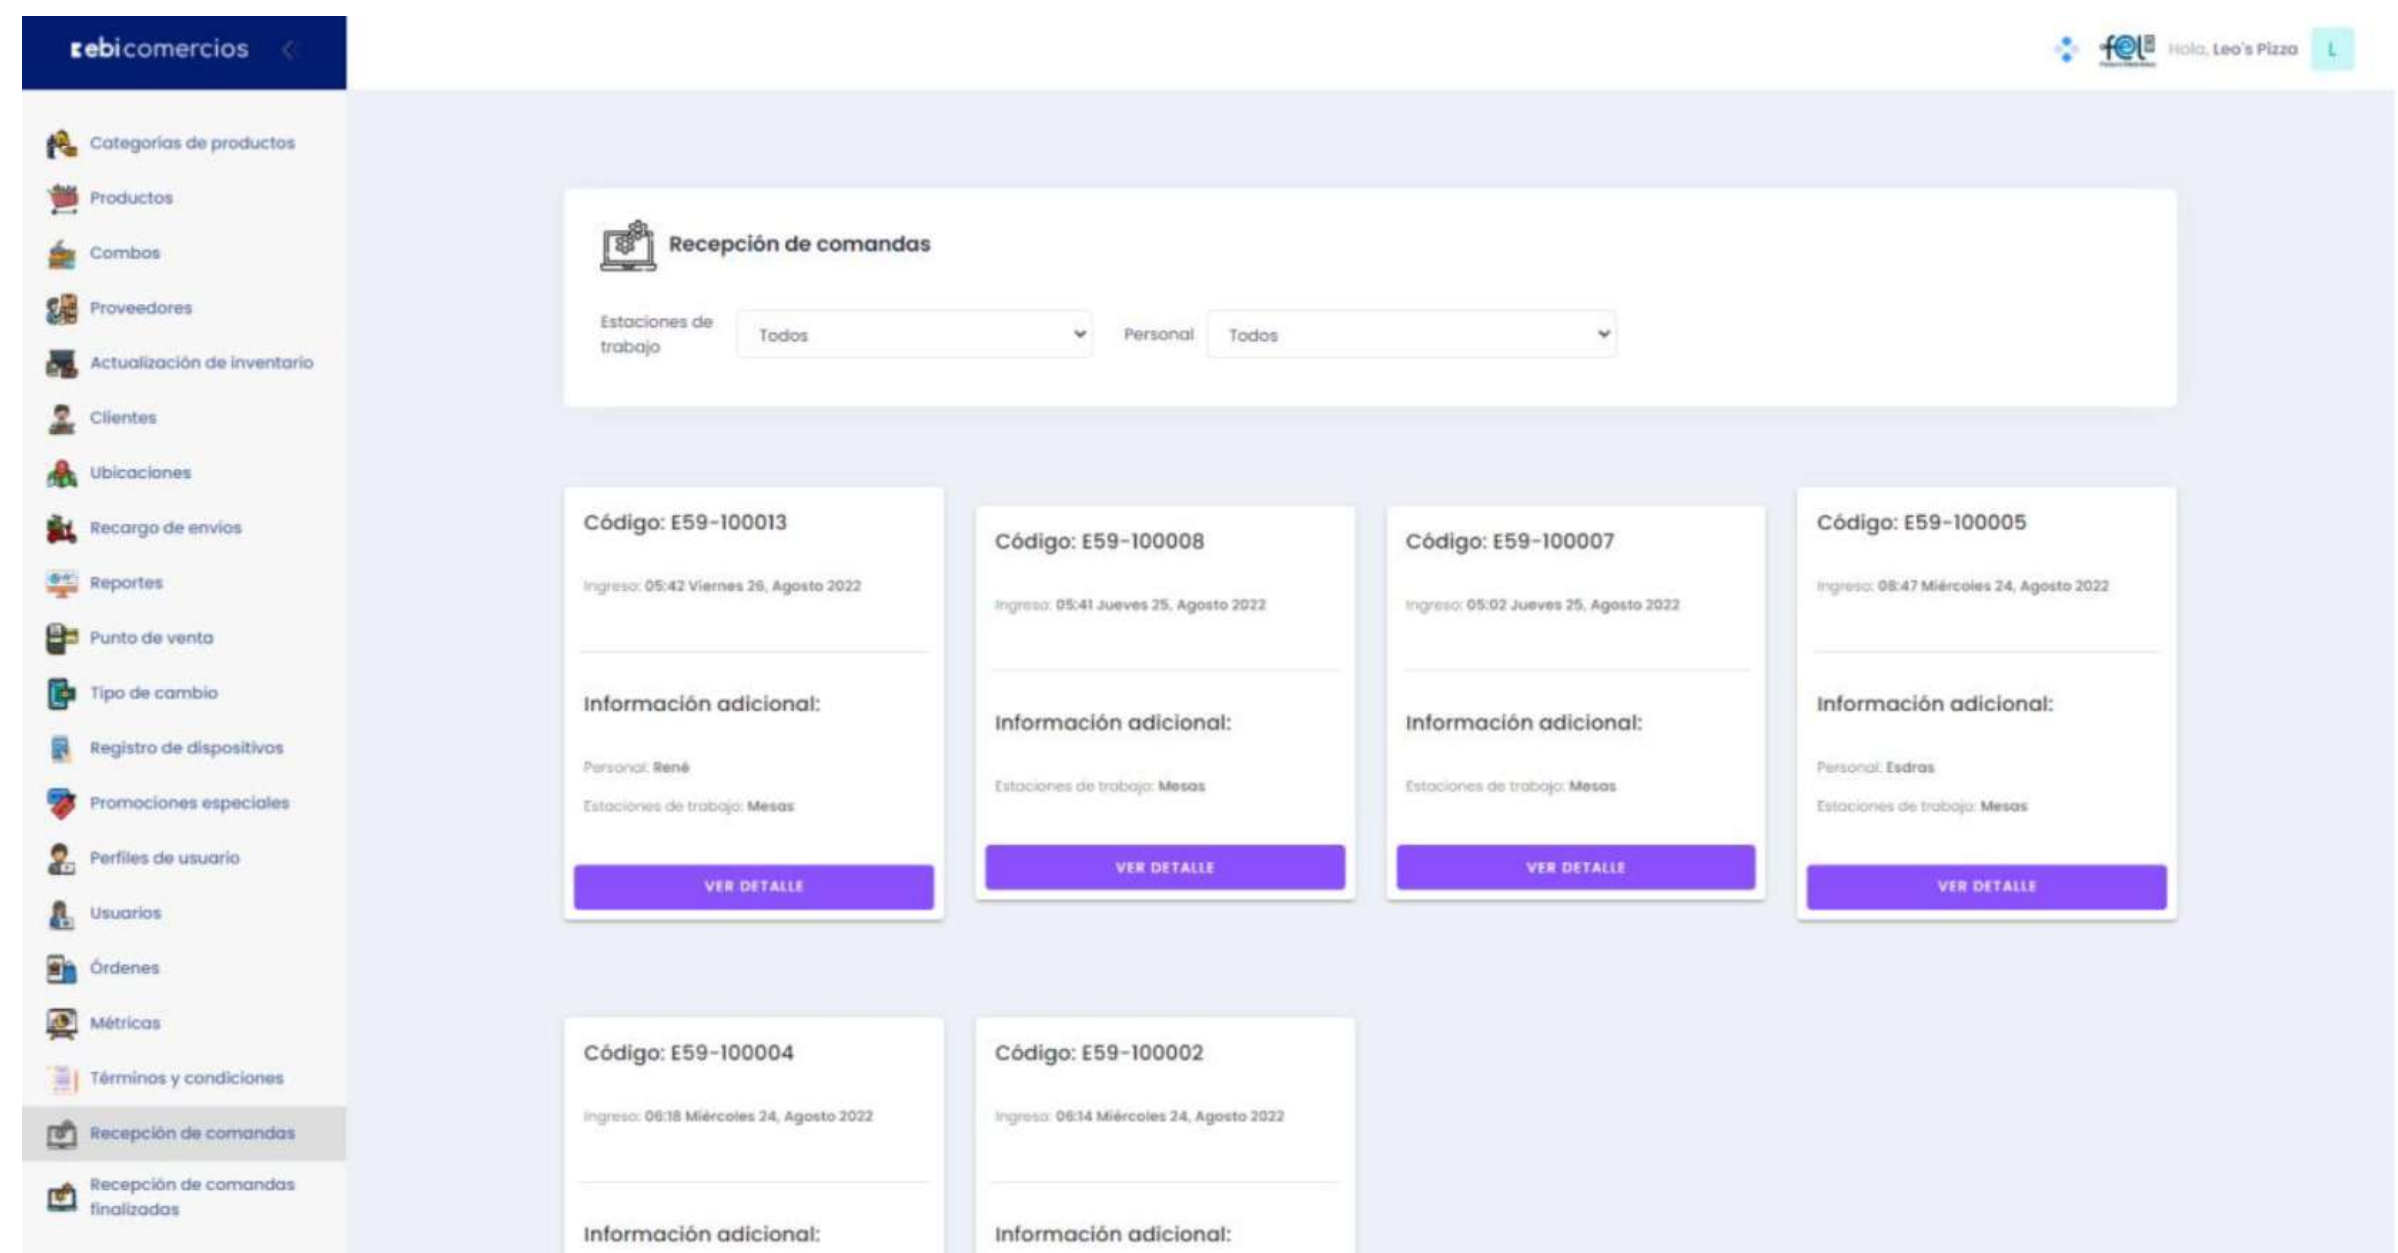 ebi comercios
fel
Hola, Leo's Pizza
L
Categorías de productos
Productos
Combos
Proveedores
Actualización de inventario
Clientes
Ubicaciones
Recargo de envíos
Reportes
Punto de venta
Tipo de cambio
Registro de dispositivos
Promociones especiales
Perfiles de usuario
Usuarios
Órdenes
Métricas
Términos y condiciones
Recepción de comandas
Recepción de comandas
finalizadas
Recepción de comandas
Estaciones de
trabajo
Todos
Personal
Todos
Código: E59-100013
Ingreso: 05:42 Viernes 26, Agosto 2022
Información adicional:
Personal: René
Estaciones de trabajo: Mesas
VER DETALLE
Código: E59-100008
Ingreso: 05:41 Jueves 25, Agosto 2022
Información adicional:
Estaciones de trabajo: Mesas
VER DETALLE
Código: E59-100007
Ingreso: 05:02 Jueves 25, Agosto 2022
Información adicional:
Estaciones de trabajo: Mesas
VER DETALLE
Código: E59-100005
Ingreso: 08:47 Miércoles 24, Agosto 2022
Información adicional:
Personal: Esdras
Estaciones de trabajo: Mesas
VER DETALLE
Código: E59-100004
Ingreso: 06:18 Miércoles 24, Agosto 2022
Información adicional:
Código: E59-100002
Ingreso: 06:14 Miércoles 24, Agosto 2022
Información adicional: